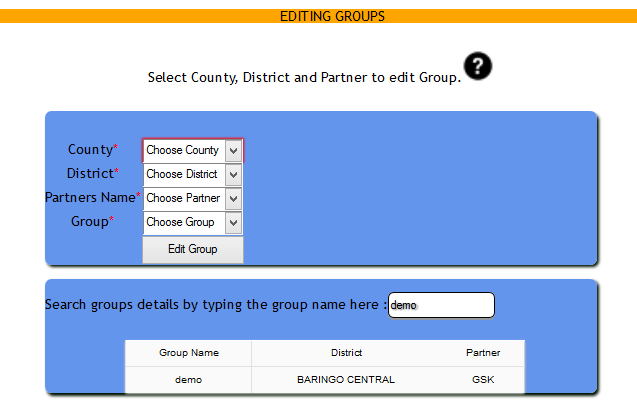 EDITING GROUPS
Select County, District and Partner to edit Group. ?
County* Choose County
District* Choose District
Partners Name* Choose Partner
Group* Choose Group
Edit Group
Search groups details by typing the group name here : demo
Group Name District Partner
demo BARINGO CENTRAL GSK